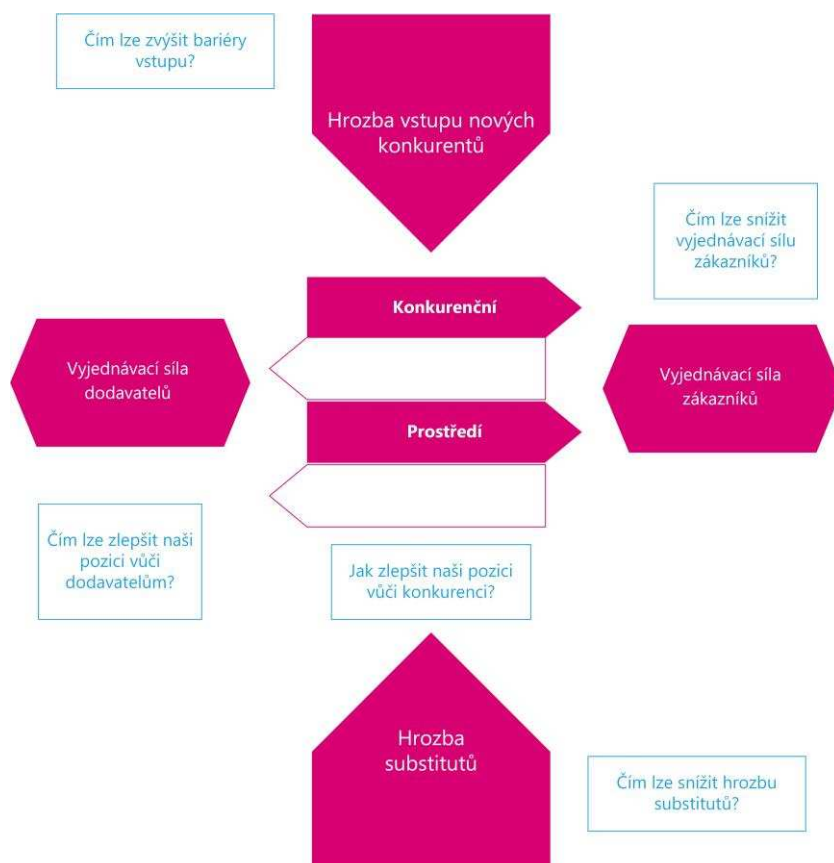 Čím lze zvýšit bariéry
vstupu?
Hrozba vstupu nových
konkurentů
Čím lze snížit
vyjednávací sílu
zákazníků?
Konkurenční
Vyjednávací síla
dodavatelů
Vyjednávací síla
zákazníků
Prostředí
Čím lze zlepšit naši
pozicí vůči
dodavatelům?
Jak zlepšit naši pozici
vůči konkurenci?
Hrozba
substitutů
Čím lze snížit hrozbu
substitutů?